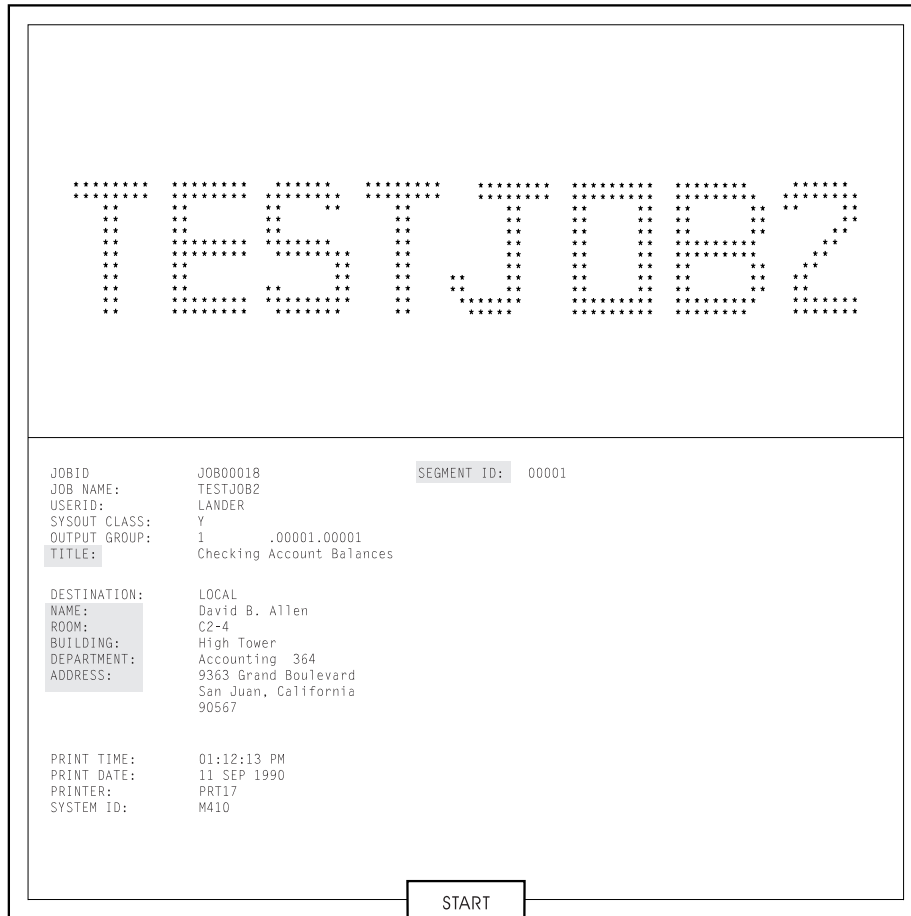 TESTJOB2
JOBID JOB00018 SEGMENT ID: 00001
JOB NAME: TESTJOB2
USERID: LANDER
SYSOUT CLASS: Y
OUTPUT GROUP: 1 .00001.00001
TITLE: Checking Account Balances
DESTINATION: LOCAL
NAME: David B. Allen
ROOM: C2-4
BUILDING: High Tower
DEPARTMENT: Accounting 364
ADDRESS: 9363 Grand Boulevard
San Juan, California
90567
PRINT TIME: 01:12:13 PM
PRINT DATE: 11 SEP 1990
PRINTER: PRT17
SYSTEM ID: M410
START